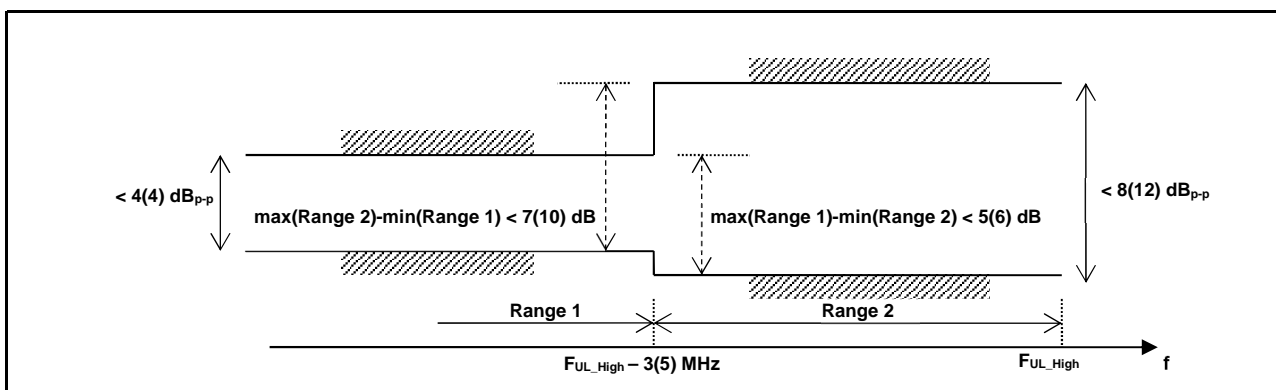 < 4(4) dBp-p
max(Range 2)-min(Range 1) < 7(10) dB
max(Range 1)-min(Range 2) < 5(6) dB
< 8(12) dBp-p
Range 1
Range 2
FUL_High – 3(5) MHz
FUL_High
f